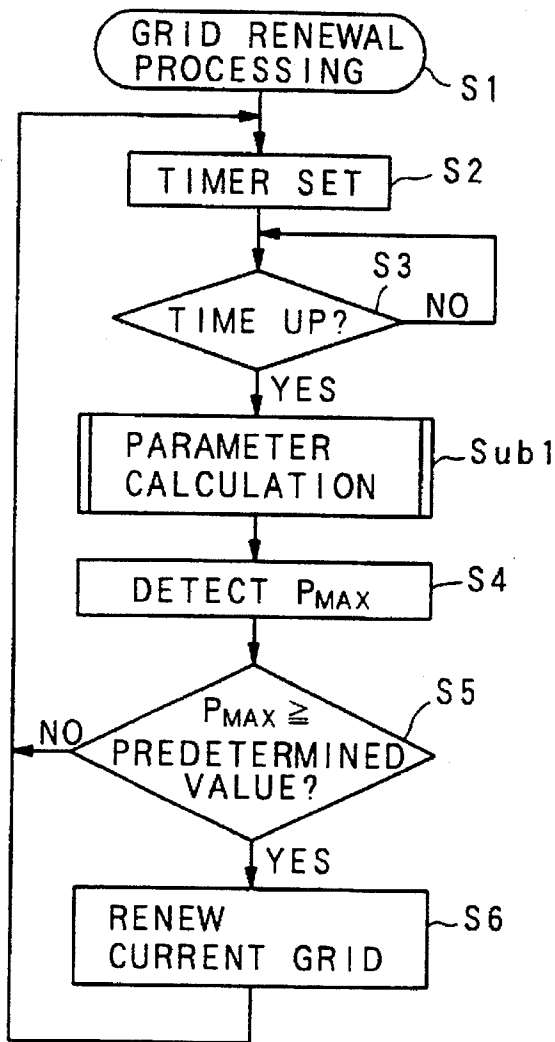 GRID RENEWAL
PROCESSING
S1
TIMER SET
S2
S3
TIME UP?
NO
YES
PARAMETER
CALCULATION
Sub1
DETECT PMAX
S4
S5
PMAX ≧
NO
PREDETERMINED
VALUE?
YES
RENEW
CURRENT GRID
S6